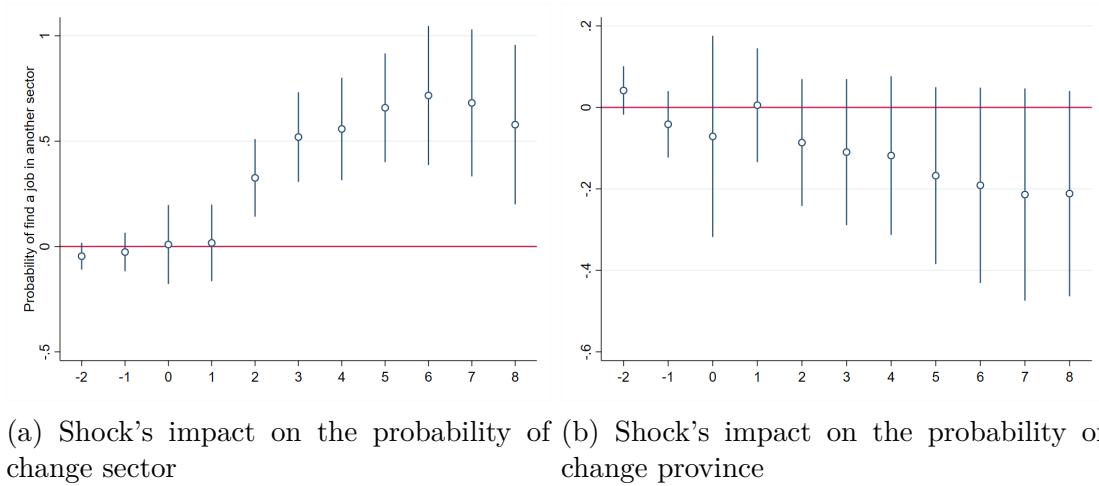 Probability of find a job in another sector
1
.5
0
-.5
-2 -1 0 1 2 3 4 5 6 7 8
.2
0
-.2
-.4
-.6
-2 -1 0 1 2 3 4 5 6 7 8
(a) Shock's impact on the probability of
change sector
(b) Shock's impact on the probability of
change province